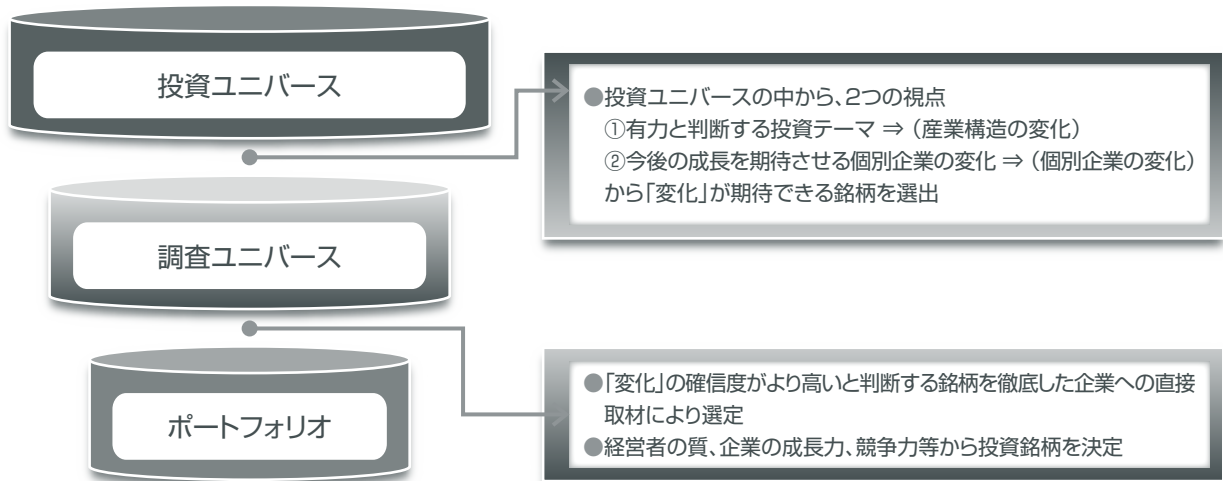 投資ユニバース
●投資ユニバースの中から、2つの視点
①有力と判断する投資テーマ ⇒ （産業構造の変化）
②今後の成長を期待させる個別企業の変化 ⇒ （個別企業の変化）
から「変化」が期待できる銘柄を選出
調査ユニバース
●「変化」の確信度がより高いと判断する銘柄を徹底した企業への直接
取材により選定
●経営者の質、企業の成長力、競争力等から投資銘柄を決定
ポートフォリオ